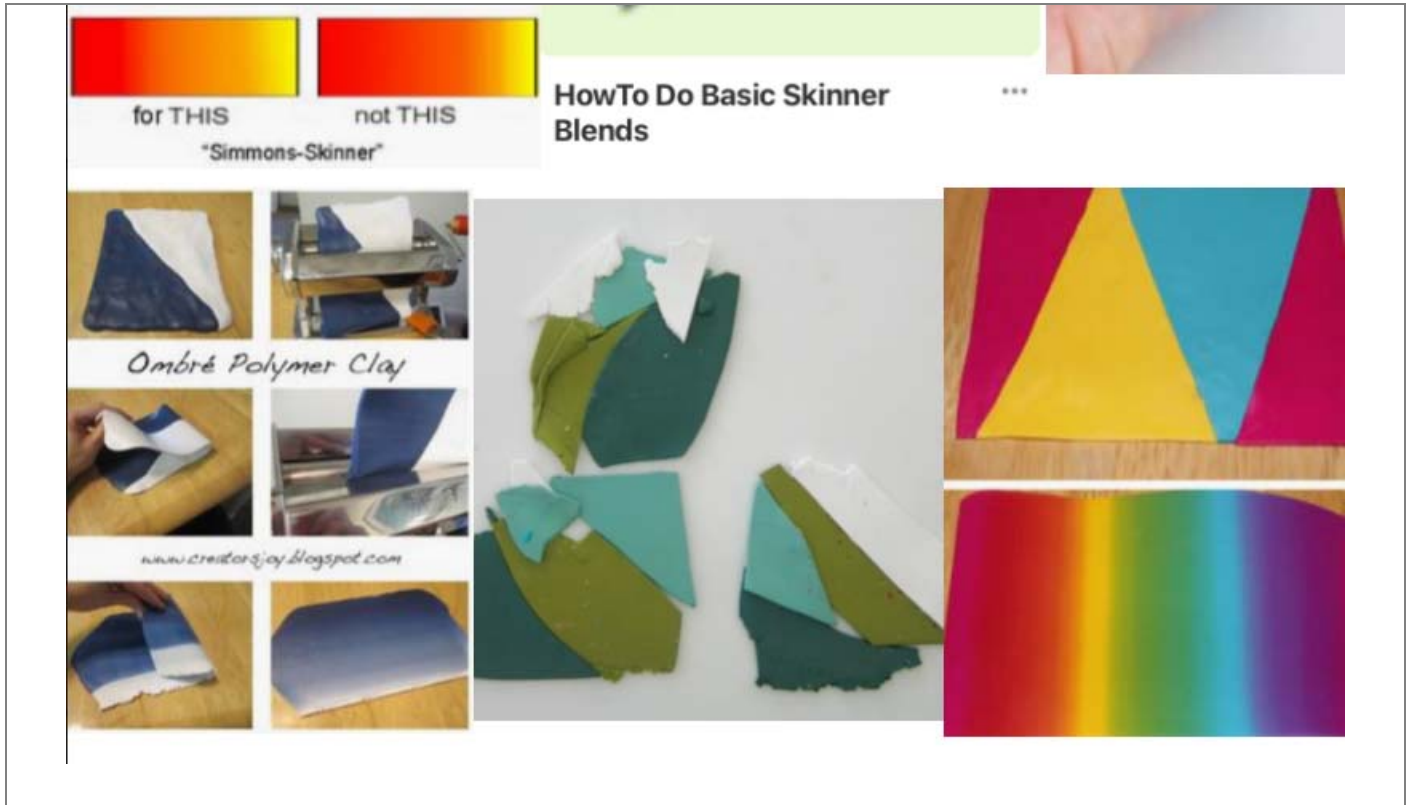 for THIS
not THIS
"Simmons-Skinner"
HowTo Do Basic Skinner
Blends
Ombré Polymer Clay
www.creatorsjoy.blogspot.com